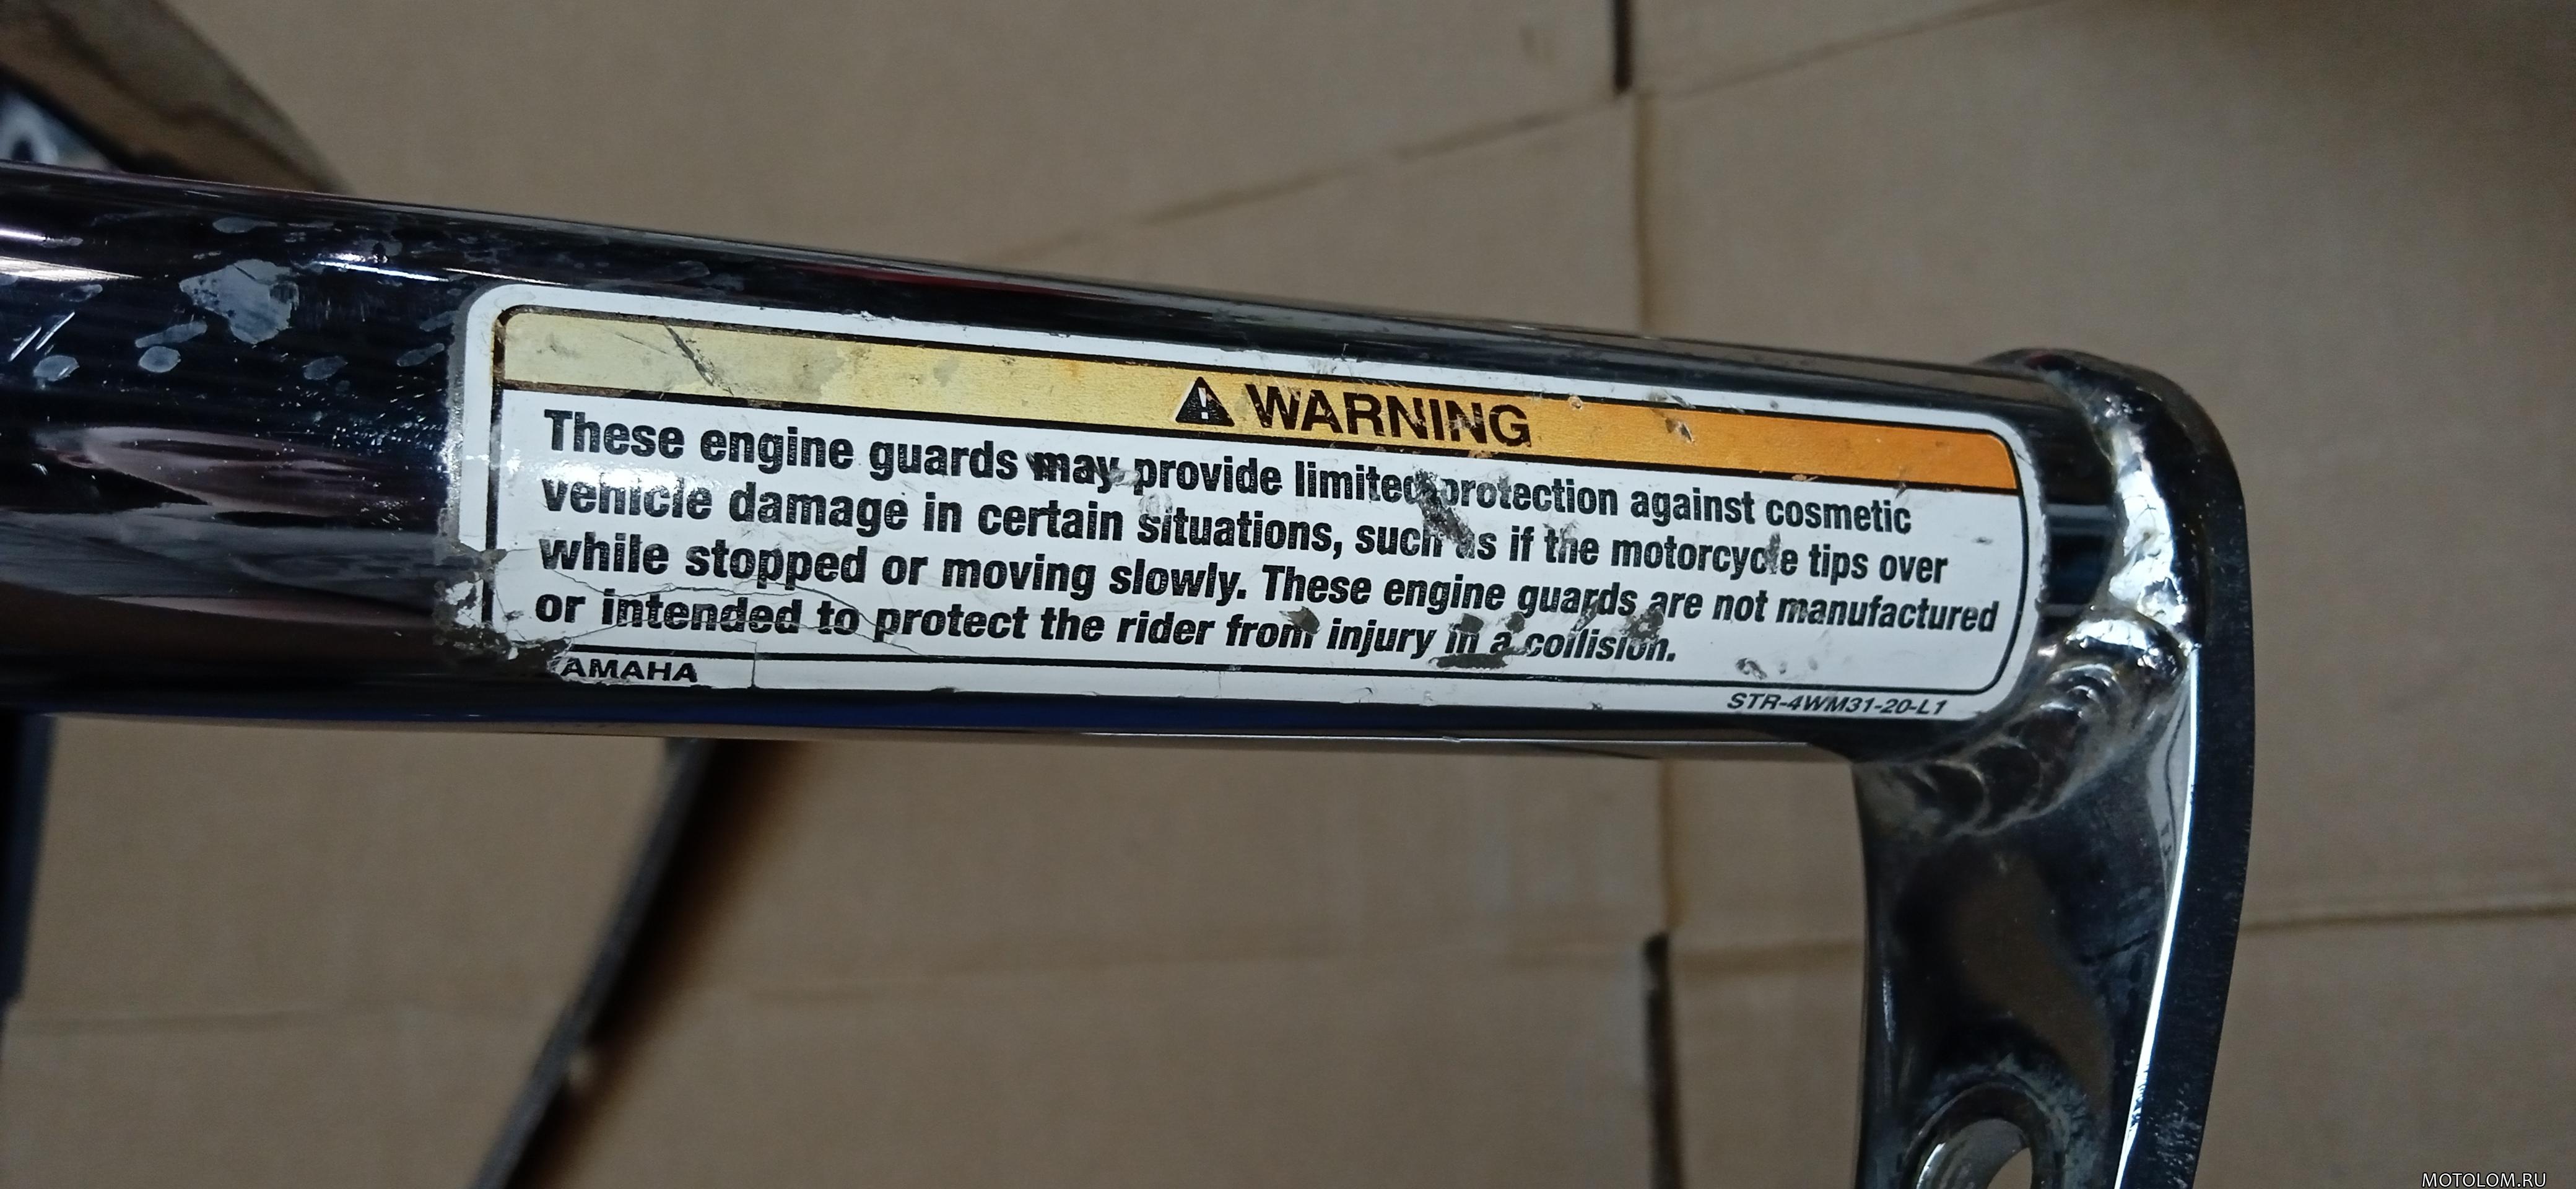 WARNING
These engine guards may provide limited protection against cosmetic
vehicle damage in certain situations, such as if the motorcycle tips over
while stopped or moving slowly. These engine guards are not manufactured
or intended to protect the rider from injury in a collision.
AMAHA
STR-4WM31-20-L1
MOTOLOM.RU